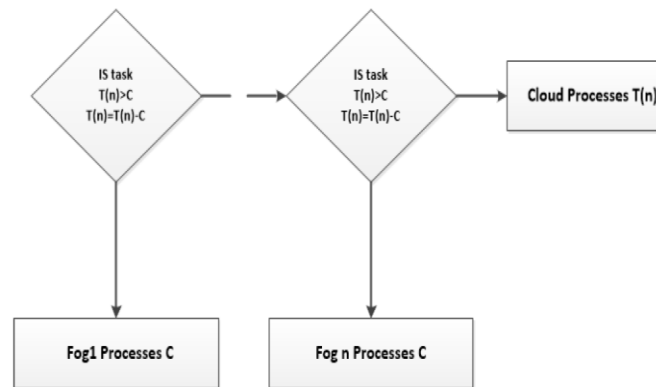 IS task
T(n)>C
T(n)=T(n)-C
IS task
T(n)>C
T(n)=T(n)-C
Cloud Processes T(n)
Fog1 Processes C
Fog n Processes C